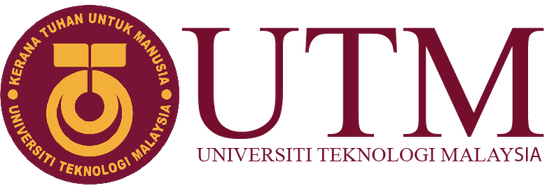 • KERANA TUHAN UNTUK MANUSIA •
UNIVERSITI TEKNOLOGI MALAYSIA
UTM
UNIVERSITI TEKNOLOGI MALAYSIA